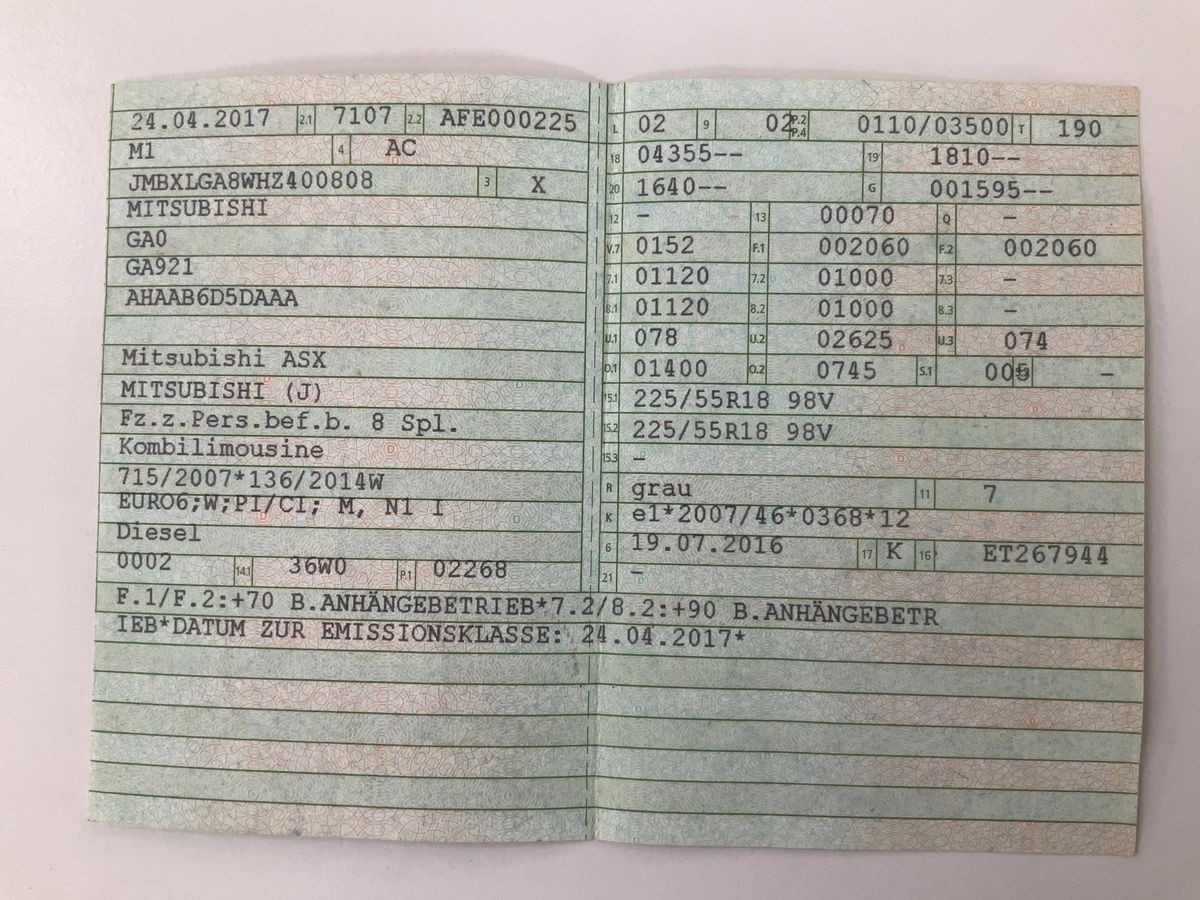 24.04.2017 2.1 7107 2.2 AFE000225
M1 4 AC
JMBXLGA8WHZ400808 3 X
MITSUBISHI
GA0
GA921
AHAAB6D5DAAA
Mitsubishi ASX
MITSUBISHI (J)
Fz.z.Pers.bef.b. 8 Spl.
Kombilimousine
715/2007*136/2014W
EURO6;W;PI/CI; M, N1 I
Diesel
0002 14.1 36W0 P.1 02268
L 02 9 02 P.2 P.4 0110/03500 T 190
18 04355-- 19 1810--
20 1640-- G 001595--
12 - 13 00070 Q -
V.7 0152 F.1 002060 F.2 002060
7.1 01120 7.2 01000 7.3 -
8.1 01120 8.2 01000 8.3 -
U.1 078 U.2 02625 U.3 074
O.1 01400 O.2 0745 S.1 005 -
15.1 225/55R18 98V
15.2 225/55R18 98V
15.3 -
R grau 11 7
K e1*2007/46*0368*12
6 19.07.2016 17 K 16 ET267944
21 -
F.1/F.2:+70 B.ANHÄNGEBETRIEB*7.2/8.2:+90 B.ANHÄNGEBETR
IEB*DATUM ZUR EMISSIONSKLASSE: 24.04.2017*